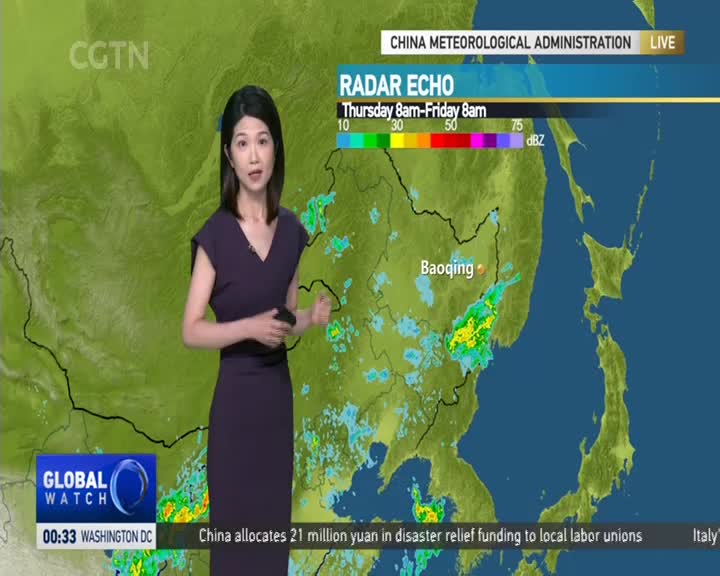 CGTN
CHINA METEOROLOGICAL ADMINISTRATION LIVE
RADAR ECHO
Thursday 8am-Friday 8am
10 30 50 75
dBZ
Baoqing
GLOBAL
WATCH
00:33 WASHINGTON DC
China allocates 21 million yuan in disaster relief funding to local labor unions Italy'